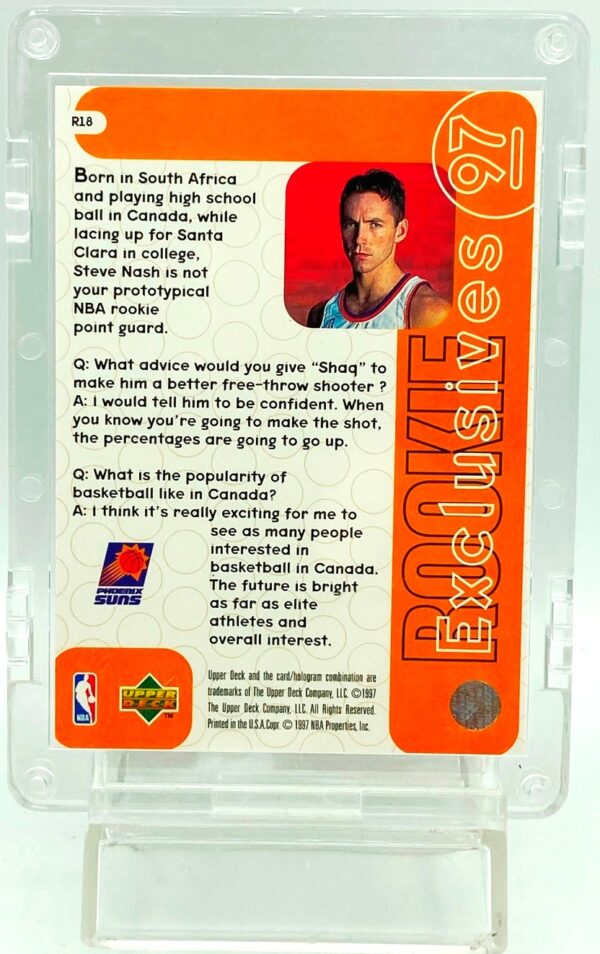 R18
Born in South Africa
and playing high school
ball in Canada, while
lacing up for Santa
Clara in college,
Steve Nash is not
your prototypical
NBA rookie
point guard.
Q: What advice would you give "Shaq" to
make him a better free-throw shooter ?
A: I would tell him to be confident. When
you know you're going to make the shot,
the percentages are going to go up.
Q: What is the popularity of
basketball like in Canada?
A: I think it's really exciting for me to
see as many people
interested in
basketball in Canada.
The future is bright
as far as elite
athletes and
overall interest.
ROOKIE
Exclusives 97
PHOENIX
SUNS
NBA
UPPER
DECK
TM
Upper Deck and the card/hologram combination are
trademarks of The Upper Deck Company, LLC. ©1997
The Upper Deck Company, LLC. All Rights Reserved.
Printed in the U.S.A. Copr. © 1997 NBA Properties, Inc.